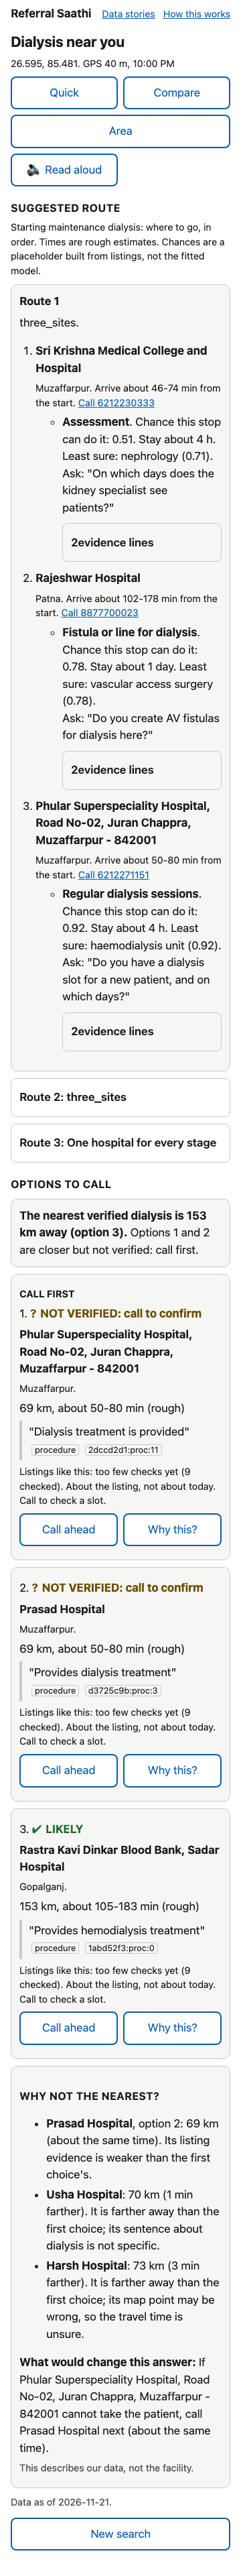 Referral Saathi Data stories How this works
Dialysis near you
26.595, 85.481. GPS 40 m, 10:00 PM
Quick Compare
Area
Read aloud
SUGGESTED ROUTE
Starting maintenance dialysis: where to go, in
order. Times are rough estimates. Chances are a
placeholder built from listings, not the fitted
model.
Route 1
three_sites.
1. Sri Krishna Medical College and
Hospital
Muzaffarpur. Arrive about 46-74 min from
the start. Call 6212230333
Assessment. Chance this stop
can do it: 0.51. Stay about 4 h.
Least sure: nephrology (0.71).
Ask: "On which days does the
kidney specialist see
patients?"
2evidence lines
2. Rajeshwar Hospital
Patna. Arrive about 102-178 min from the
start. Call 8877700023
Fistula or line for dialysis.
Chance this stop can do it:
0.78. Stay about 1 day. Least
sure: vascular access surgery
(0.78).
Ask: "Do you create AV fistulas
for dialysis here?"
2evidence lines
3. Phular Superspeciality Hospital,
Road No-02, Juran Chappra,
Muzaffarpur - 842001
Muzaffarpur. Arrive about 50-80 min from
the start. Call 6212271151
Regular dialysis sessions.
Chance this stop can do it:
0.92. Stay about 4 h. Least
sure: haemodialysis unit (0.92).
Ask: "Do you have a dialysis
slot for a new patient, and on
which days?"
2evidence lines
Route 2: three_sites
Route 3: One hospital for every stage
OPTIONS TO CALL
The nearest verified dialysis is 153
km away (option 3). Options 1 and 2
are closer but not verified: call first.
CALL FIRST
1. ? NOT VERIFIED: call to confirm
Phular Superspeciality Hospital,
Road No-02, Juran Chappra,
Muzaffarpur - 842001
Muzaffarpur.
69 km, about 50-80 min (rough)
"Dialysis treatment is provided"
procedure 2dccd2d1:proc:11
Listings like this: too few checks yet (9
checked). About the listing, not about today.
Call to check a slot.
Call ahead Why this?
2. ? NOT VERIFIED: call to confirm
Prasad Hospital
Muzaffarpur.
69 km, about 50-80 min (rough)
"Provides dialysis treatment"
procedure d3725c9b:proc:3
Listings like this: too few checks yet (9
checked). About the listing, not about today.
Call to check a slot.
Call ahead Why this?
3. ✔ LIKELY
Rastra Kavi Dinkar Blood Bank, Sadar
Hospital
Gopalganj.
153 km, about 105-183 min (rough)
"Provides hemodialysis treatment"
procedure 1abd52f3:proc:0
Listings like this: too few checks yet (9
checked). About the listing, not about today.
Call to check a slot.
Call ahead Why this?
WHY NOT THE NEAREST?
Prasad Hospital, option 2: 69 km
(about the same time). Its listing
evidence is weaker than the first
choice's.
Usha Hospital: 70 km (1 min
farther). It is farther away than the
first choice; its sentence about
dialysis is not specific.
Harsh Hospital: 73 km (3 min
farther). It is farther away than the
first choice; its map point may be
wrong, so the travel time is
unsure.
What would change this answer: If
Phular Superspeciality Hospital, Road
No-02, Juran Chappra, Muzaffarpur -
842001 cannot take the patient, call
Prasad Hospital next (about the same
time).
This describes our data, not the facility.
Data as of 2026-11-21.
New search